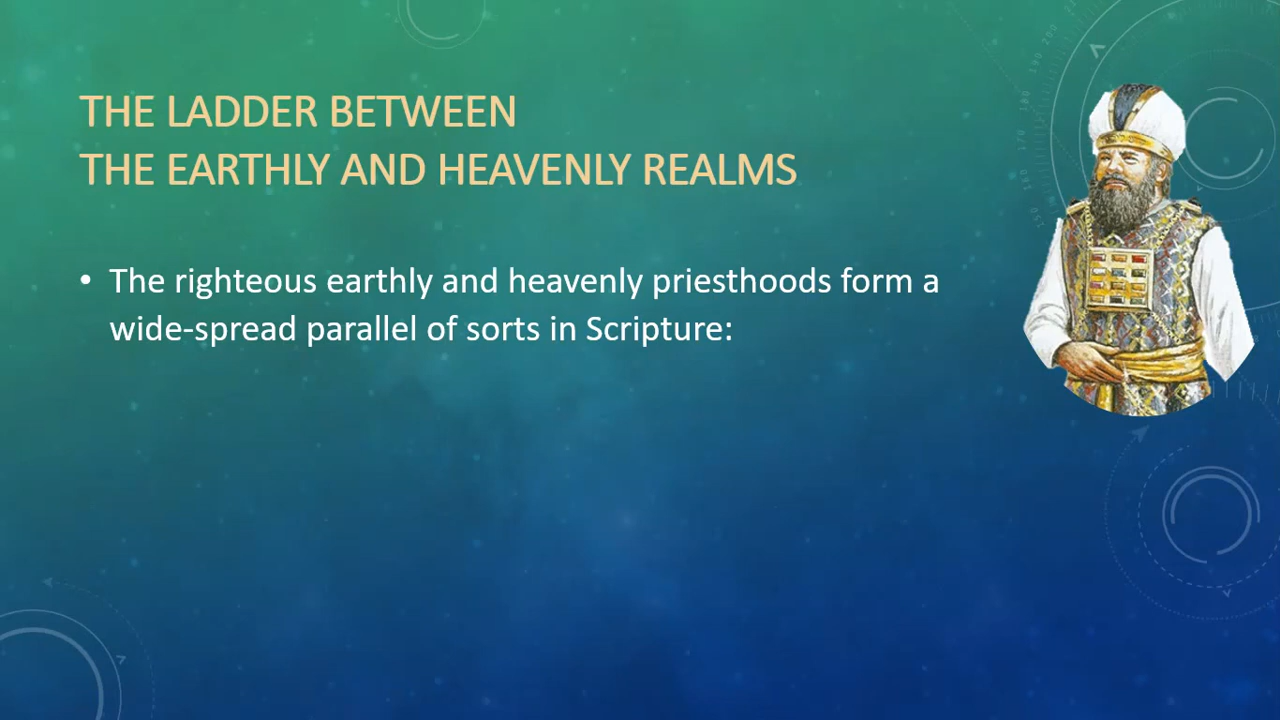 THE LADDER BETWEEN
THE EARTHLY AND HEAVENLY REALMS
• The righteous earthly and heavenly priesthoods form a
wide-spread parallel of sorts in Scripture: